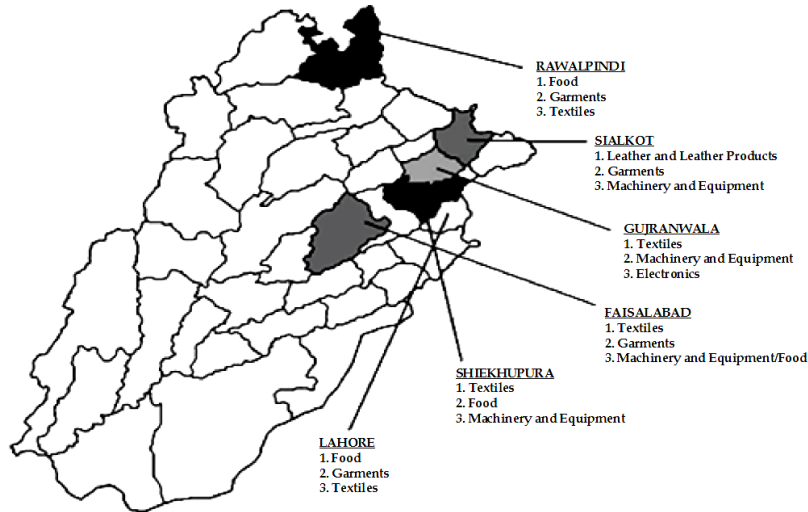 RAWALPINDI
1. Food
2. Garments
3. Textiles
SIALKOT
1. Leather and Leather Products
2. Garments
3. Machinery and Equipment
GUJRANWALA
1. Textiles
2. Machinery and Equipment
3. Electronics
FAISALABAD
1. Textiles
2. Garments
3. Machinery and Equipment/Food
SHIEKHUPURA
1. Textiles
2. Food
3. Machinery and Equipment
LAHORE
1. Food
2. Garments
3. Textiles